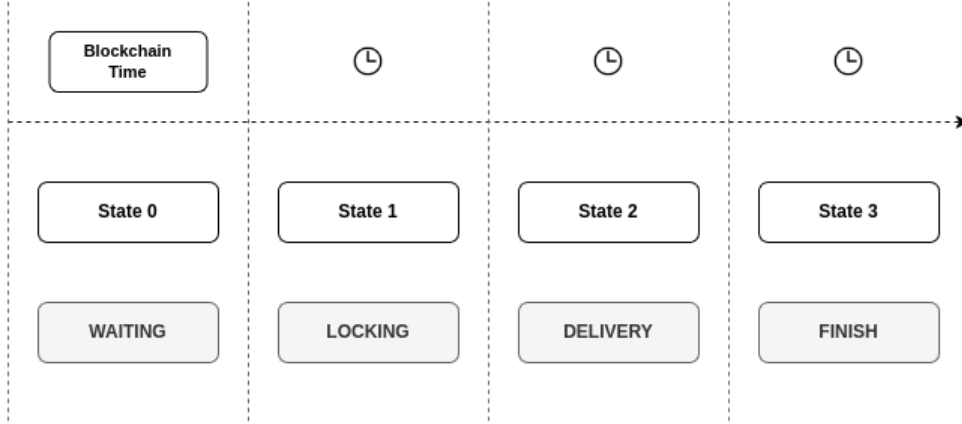 Blockchain
Time
State 0
State 1
State 2
State 3
WAITING
LOCKING
DELIVERY
FINISH